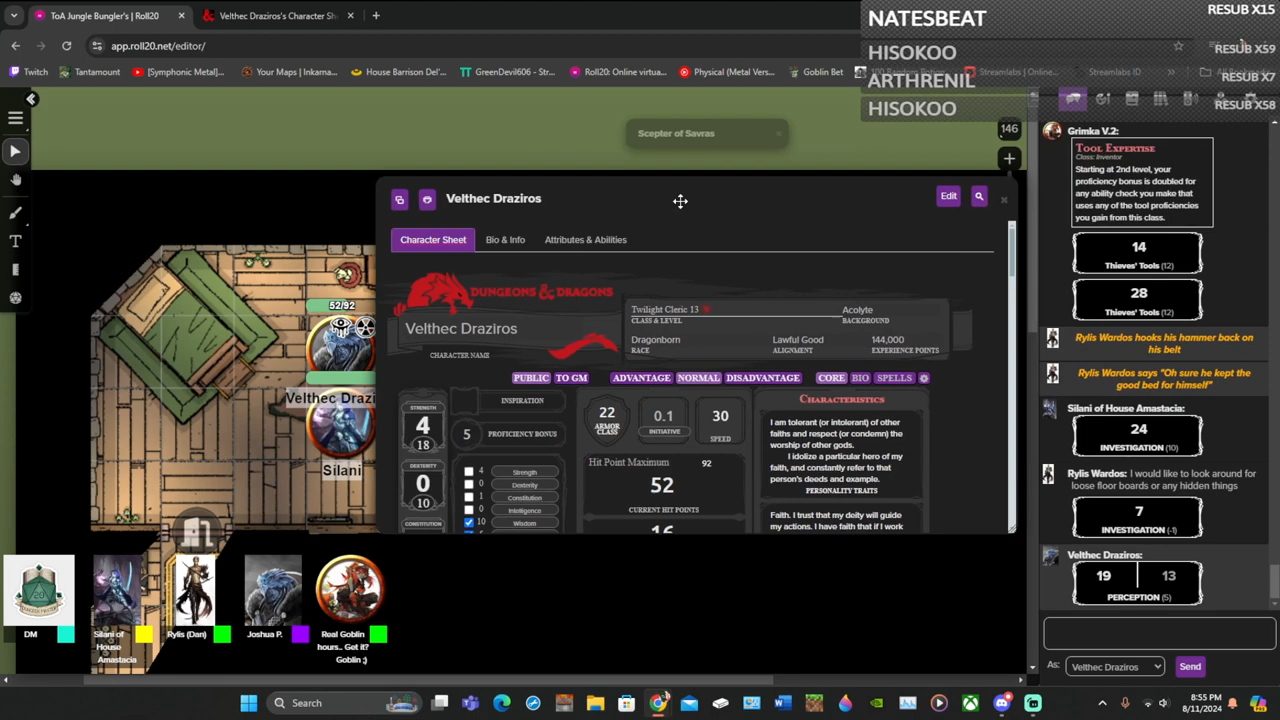 ToA Jungle Bungler's | Roll20
Velthec Draziros's Character Sh
NATESBEAT
RESUB X15
HISOKOO
RESUB X59
ARTHRENIL
RESUB X7
HISOKOO
RESUB X58
app.roll20.net/editor/
Twitch
Tantamount
[Symphonic Metal]...
Your Maps | Inkarna...
House Barrison Del'...
GreenDevil606 - Str...
Roll20: Online virtua...
Physical (Metal Vers...
Goblin Bet
Streamlabs | Online...
Streamlabs ID
Scepter of Savras
146
Velthec Draziros
Edit
Character Sheet
Bio & Info
Attributes & Abilities
DUNGEONS & DRAGONS
Velthec Draziros
CHARACTER NAME
Twilight Cleric 13
CLASS & LEVEL
Acolyte
BACKGROUND
Dragonborn
RACE
Lawful Good
ALIGNMENT
144,000
EXPERIENCE POINTS
PUBLIC TO GM
ADVANTAGE NORMAL DISADVANTAGE
CORE BIO SPELLS
STRENGTH
4
18
DEXTERITY
0
10
CONSTITUTION
INSPIRATION
5 PROFICIENCY BONUS
4 Strength
0 Dexterity
1 Constitution
0 Intelligence
10 Wisdom
22
ARMOR
CLASS
0.1
INITIATIVE
30
SPEED
Hit Point Maximum 92
52
CURRENT HIT POINTS
16
CHARACTERISTICS
I am tolerant (or intolerant) of other
faiths and respect (or condemn) the
worship of other gods.
I idolize a particular hero of my
faith, and constantly refer to that
person's deeds and example.
PERSONALITY TRAITS
Faith. I trust that my deity will guide
my actions. I have faith that if I work
52/92
Velthec Drazi
Silani
DM
Silani of
House
Amastacia
Rylis (Dan)
Joshua P.
Real Goblin
hours.. Get it?
Goblin ;)
Grimka V.2:
TOOL EXPERTISE
Class: Inventor
Starting at 2nd level, your
proficiency bonus is doubled for
any ability check you make that
uses any of the tool proficiencies
you gain from this class.
14
Thieves' Tools (12)
28
Thieves' Tools (12)
Rylis Wardos hooks his hammer back on
his belt
Rylis Wardos says "Oh sure he kept the
good bed for himself"
Silani of House Amastacia:
24
INVESTIGATION (10)
Rylis Wardos: I would like to look around for
loose floor boards or any hidden things
7
INVESTIGATION (-1)
Velthec Draziros:
19 13
PERCEPTION (5)
As: Velthec Draziros
Send
Search
8:55 PM
8/11/2024